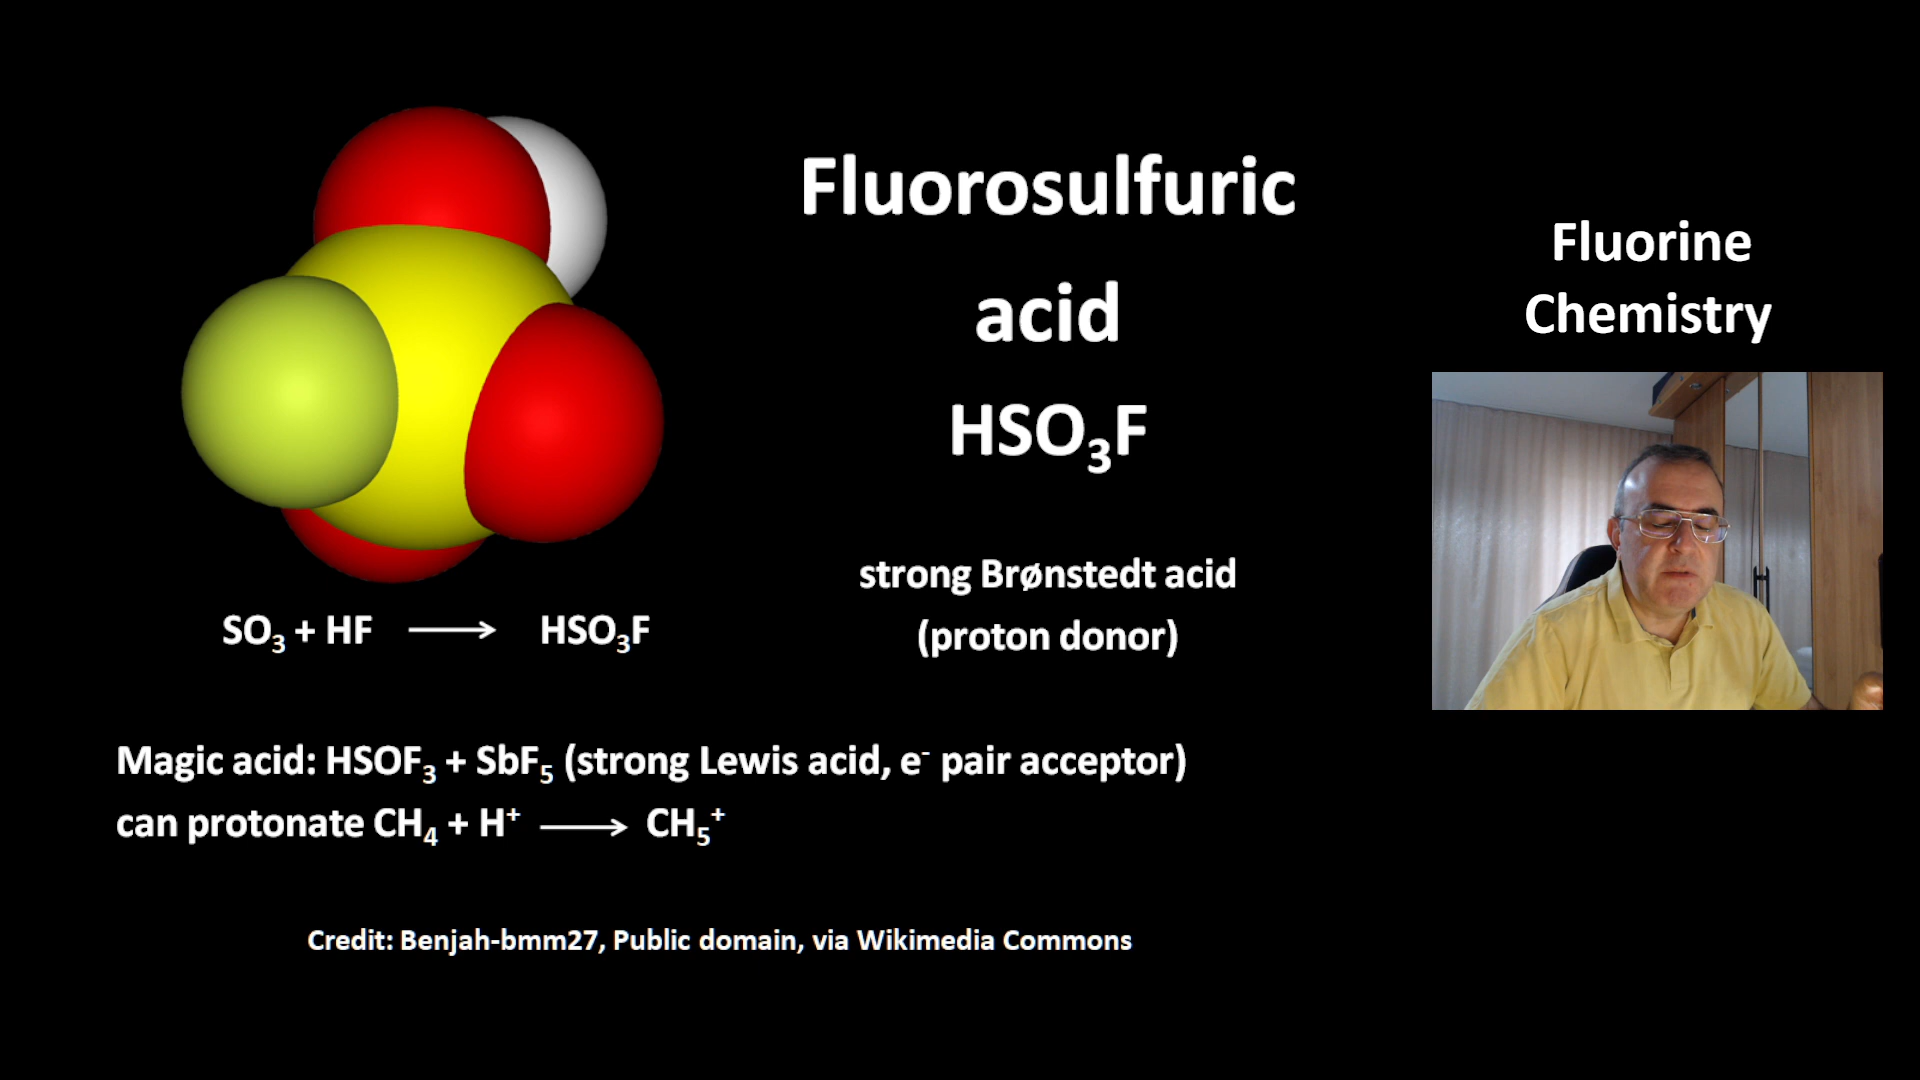 Fluorosulfuric
acid
HSO₃F
strong Brønstedt acid
(proton donor)
Fluorine
Chemistry
SO₃ + HF ⟶ HSO₃F
Magic acid: HSOF₃ + SbF₅ (strong Lewis acid, e⁻ pair acceptor)
can protonate CH₄ + H⁺ ⟶ CH₅⁺
Credit: Benjah-bmm27, Public domain, via Wikimedia Commons